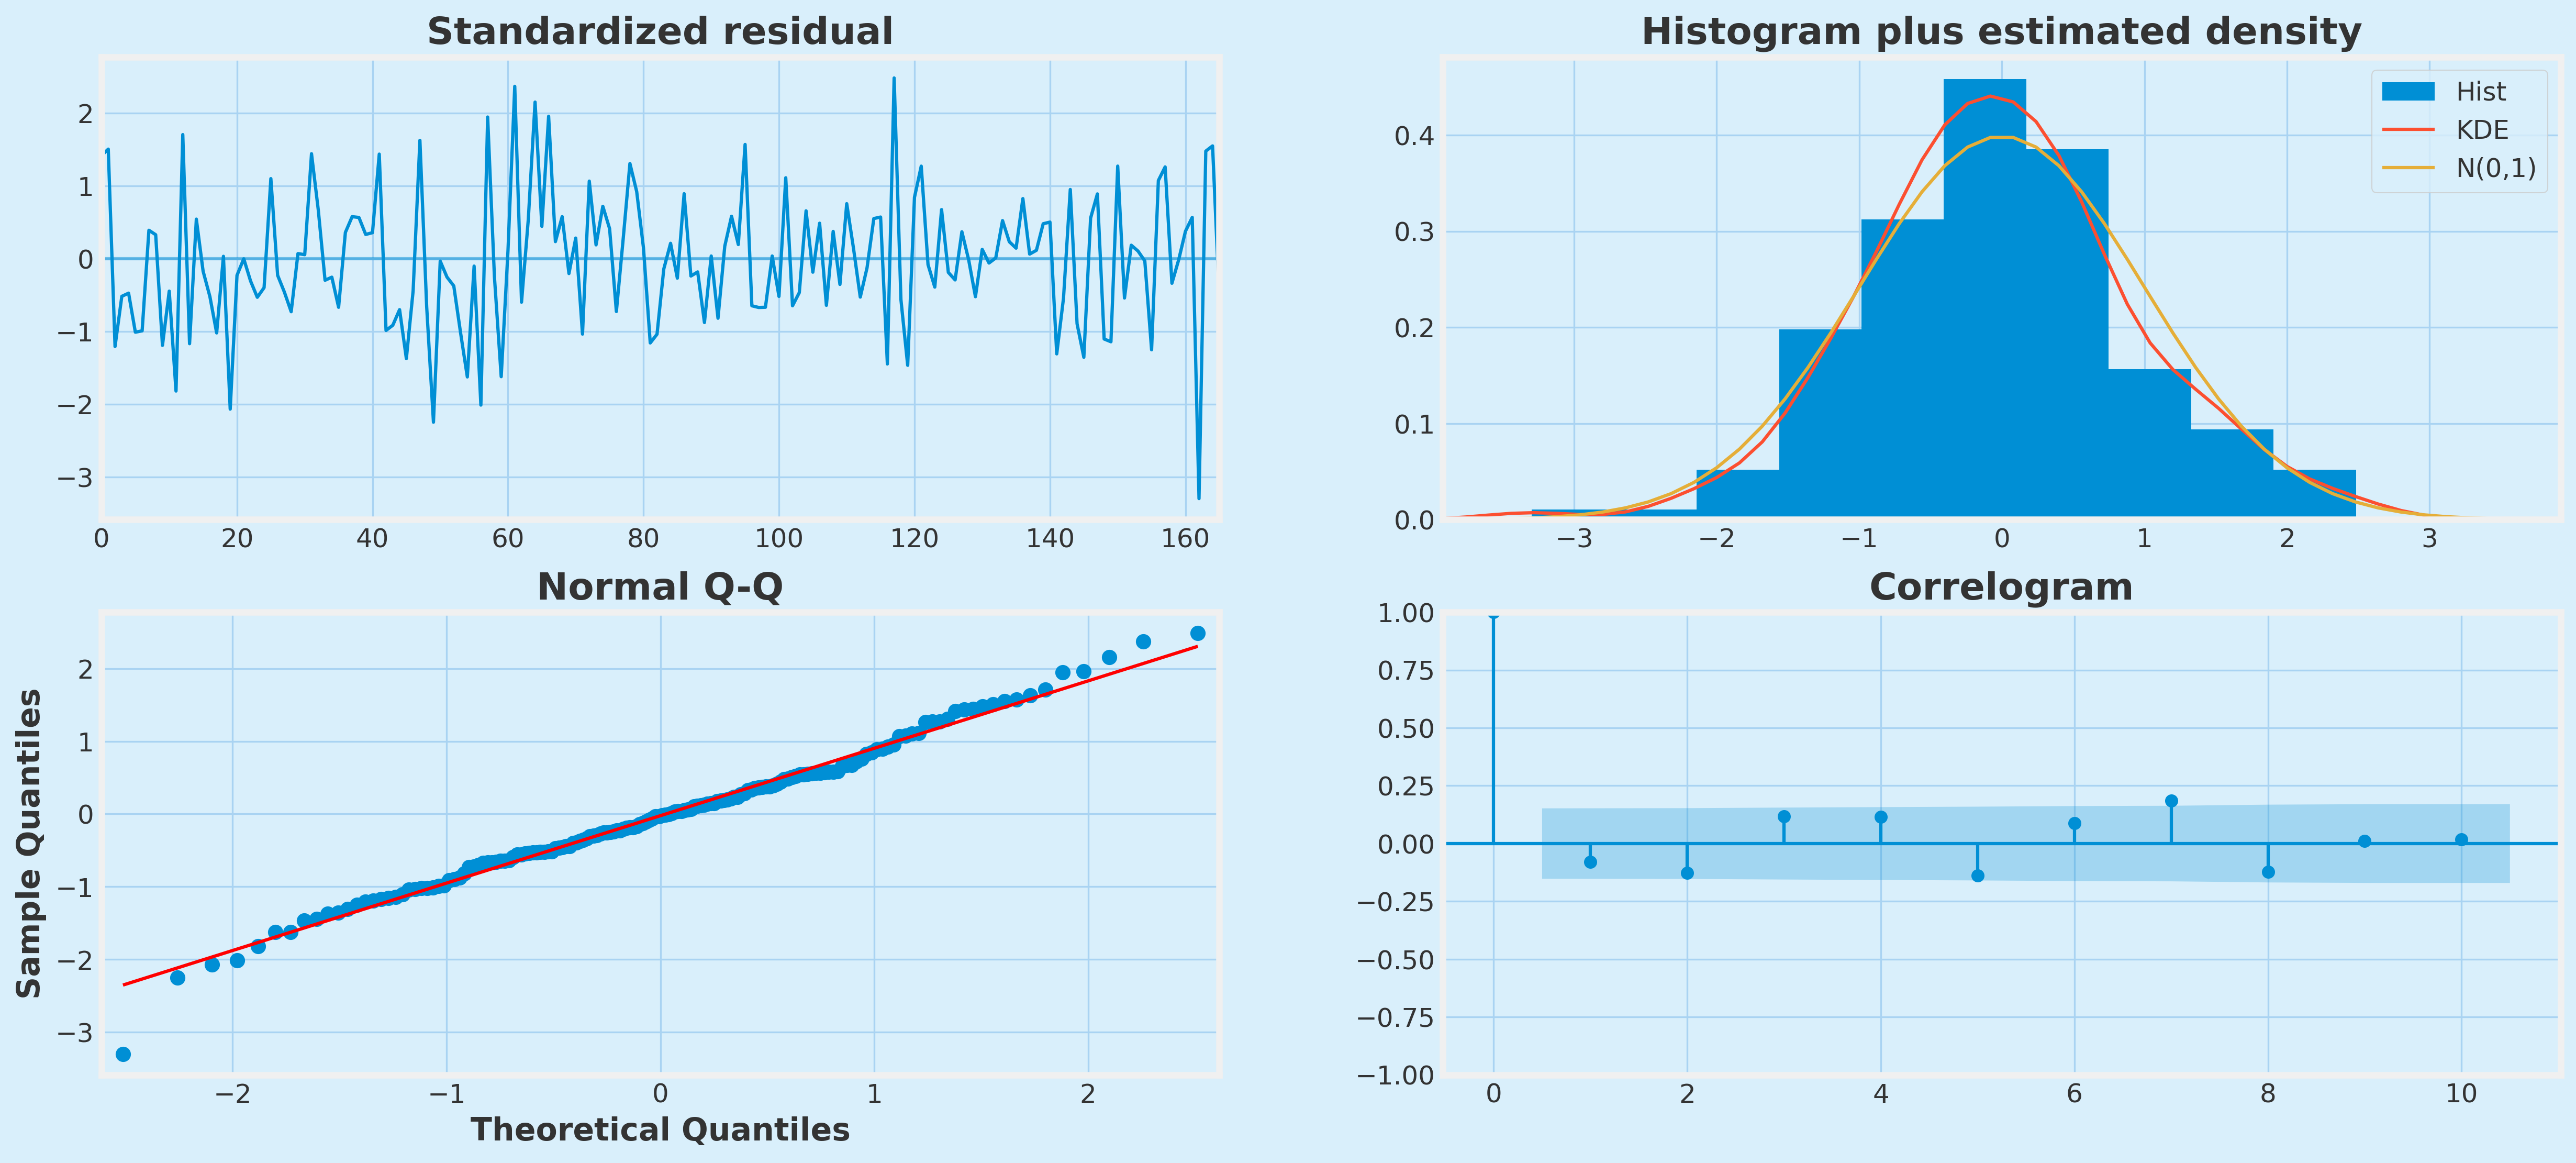 Standardized residual
2
1
0
−1
−2
−3
0 20 40 60 80 100 120 140 160
Histogram plus estimated density
Hist
KDE
N(0,1)
0.4
0.3
0.2
0.1
0.0
−3 −2 −1 0 1 2 3
Normal Q-Q
Sample Quantiles
2
1
0
−1
−2
−3
−2 −1 0 1 2
Theoretical Quantiles
Correlogram
1.00
0.75
0.50
0.25
0.00
−0.25
−0.50
−0.75
−1.00
0 2 4 6 8 10